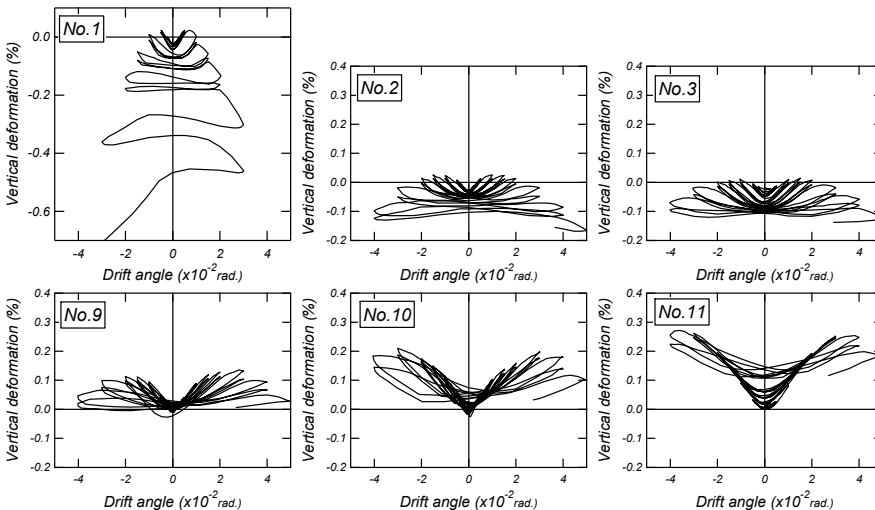 No.1
Vertical deformation (%)
0.0
-0.2
-0.4
-0.6
-4 -2 0 2 4
Drift angle (x10-2rad.)
No.2
Vertical deformation (%)
0.4
0.3
0.2
0.1
0.0
-0.1
-0.2
-4 -2 0 2 4
Drift angle (x10-2rad.)
No.3
Vertical deformation (%)
0.4
0.3
0.2
0.1
0.0
-0.1
-0.2
-4 -2 0 2 4
Drift angle (x10-2rad.)
No.9
Vertical deformation (%)
0.4
0.3
0.2
0.1
0.0
-0.1
-0.2
-4 -2 0 2 4
Drift angle (x10-2rad.)
No.10
Vertical deformation (%)
0.4
0.3
0.2
0.1
0.0
-0.1
-0.2
-4 -2 0 2 4
Drift angle (x10-2rad.)
No.11
Vertical deformation (%)
0.4
0.3
0.2
0.1
0.0
-0.1
-0.2
-4 -2 0 2 4
Drift angle (x10-2rad.)